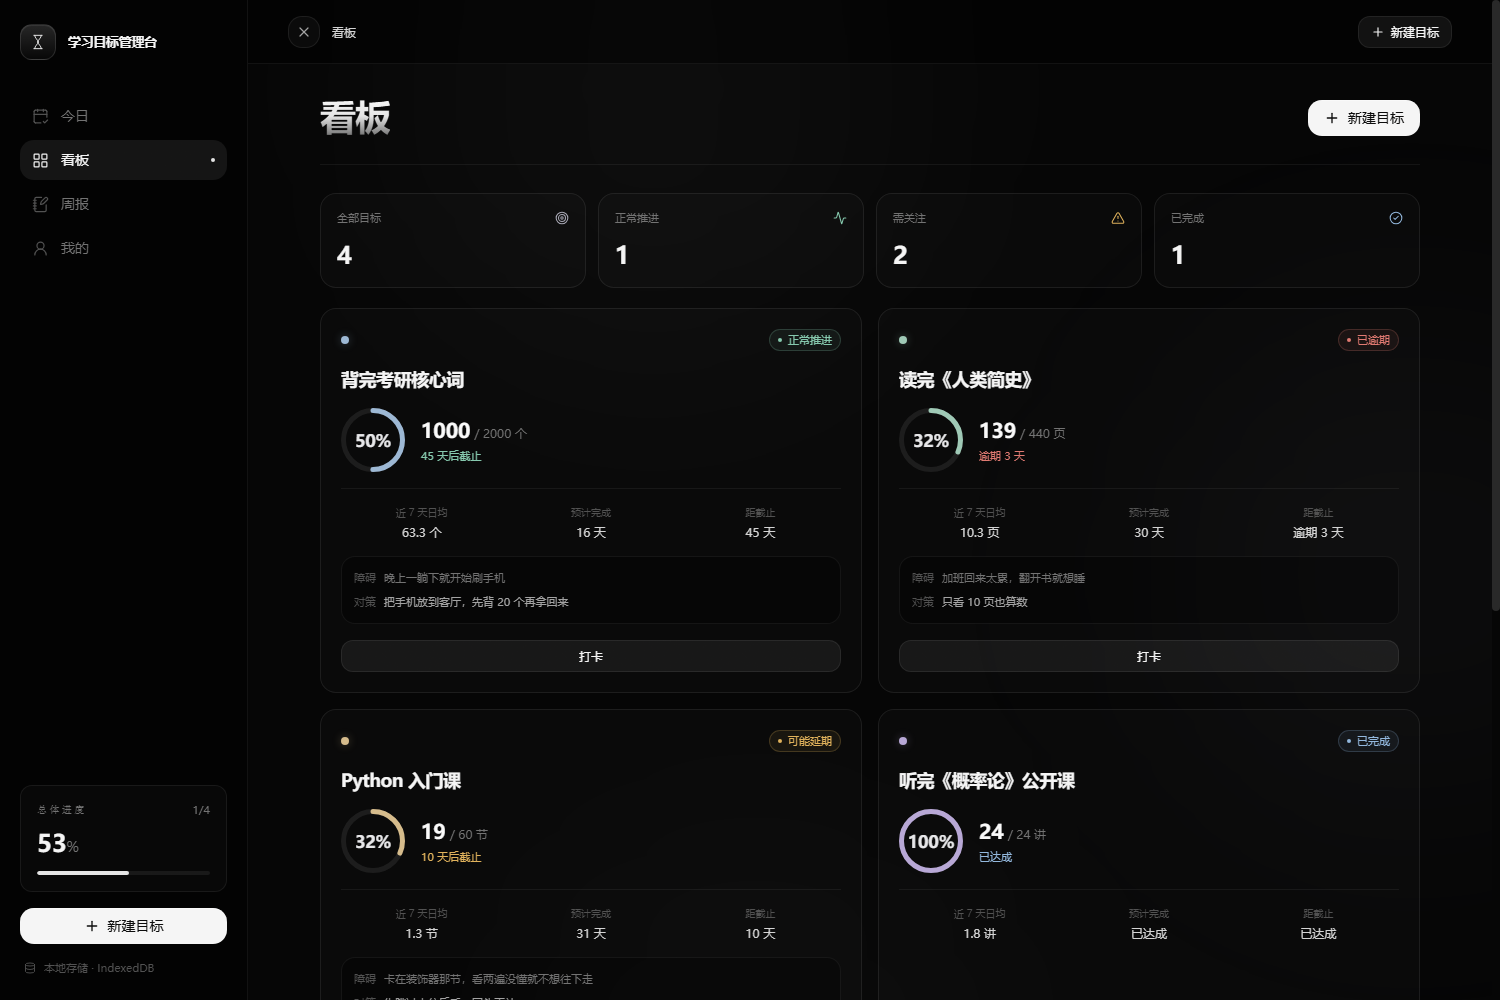 学习目标管理台
今日
看板
周报
我的
总体进度 1/4
53%
新建目标
本地存储 · IndexedDB
看板
新建目标
看板
新建目标
全部目标
4
正常推进
1
需关注
2
已完成
1
正常推进
背完考研核心词
50%
1000 / 2000 个
45 天后截止
近 7 天日均 预计完成 距截止
63.3 个 16 天 45 天
障碍 晚上一躺下就开始刷手机
对策 把手机放到客厅，先背 20 个再拿回来
打卡
已逾期
读完《人类简史》
32%
139 / 440 页
逾期 3 天
近 7 天日均 预计完成 距截止
10.3 页 30 天 逾期 3 天
障碍 加班回来太累，翻开书就想睡
对策 只看 10 页也算数
打卡
可能延期
Python 入门课
32%
19 / 60 节
10 天后截止
近 7 天日均 预计完成 距截止
1.3 节 31 天 10 天
障碍 卡在装饰器那节，看两遍没懂就不想往下走
已完成
听完《概率论》公开课
100%
24 / 24 讲
已达成
近 7 天日均 预计完成 距截止
1.8 讲 已达成 已达成